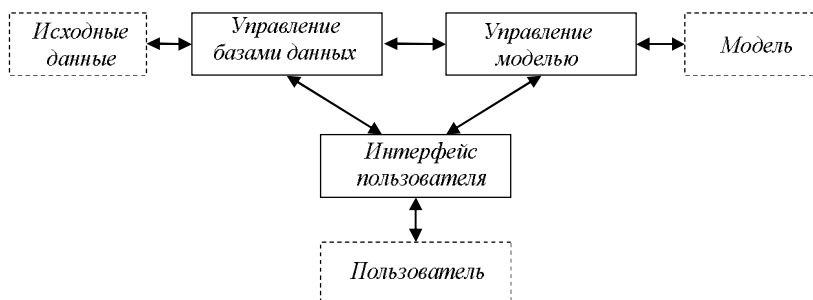 Исходные
данные
Управление
базами данных
Управление
моделью
Модель
Интерфейс
пользователя
Пользователь